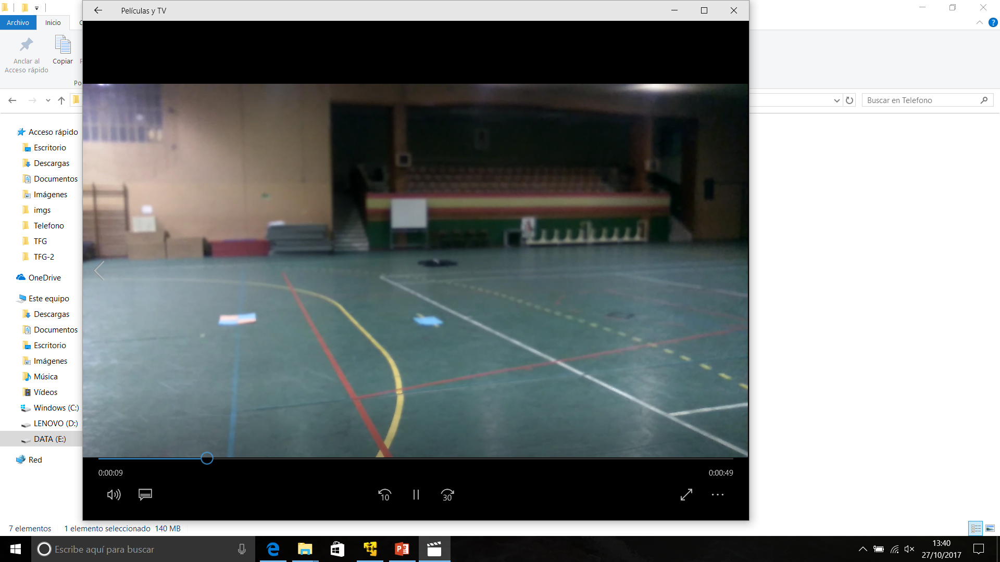 Películas y TV
Archivo
Inicio
Anclar al
Acceso rápido
Copiar
Po
Buscar en Telefono
Acceso rápido
Escritorio
Descargas
Documentos
Imágenes
imgs
Telefono
TFG
TFG-2
OneDrive
Este equipo
Descargas
Documentos
Escritorio
Imágenes
Música
Vídeos
Windows (C:)
LENOVO (D:)
DATA (E:)
Red
0:00:09
0:00:49
10
30
7 elementos
1 elemento seleccionado 140 MB
Escribe aquí para buscar
13:40
27/10/2017